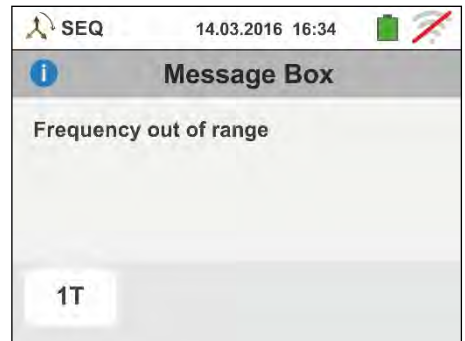 SEQ 14.03.2016 16:34
i Message Box
Frequency out of range
1T